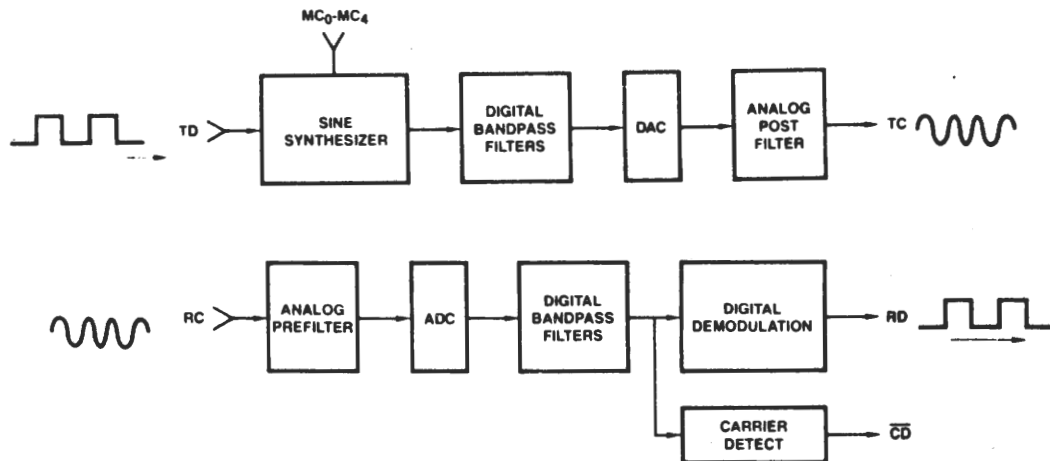 MC₀-MC₄
TD
SINE
SYNTHESIZER
DIGITAL
BANDPASS
FILTERS
DAC
ANALOG
POST
FILTER
TC
RC
ANALOG
PREFILTER
ADC
DIGITAL
BANDPASS
FILTERS
DIGITAL
DEMODULATION
RD
CARRIER
DETECT
C̅D̅